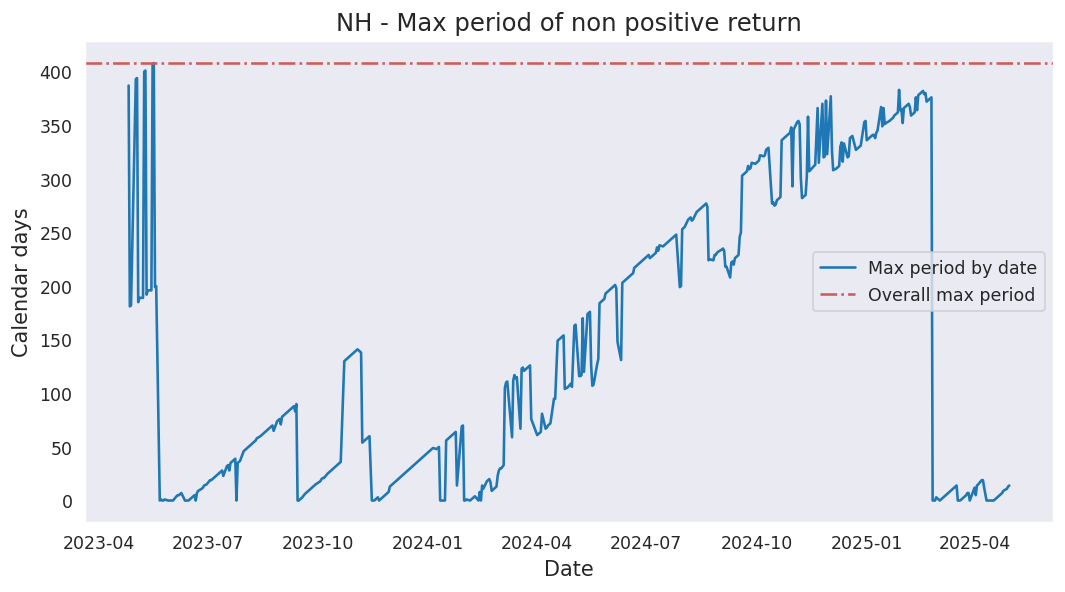 NH - Max period of non positive return
Calendar days
400
350
300
250
200
150
100
50
0
Max period by date
Overall max period
2023-04 2023-07 2023-10 2024-01 2024-04 2024-07 2024-10 2025-01 2025-04
Date